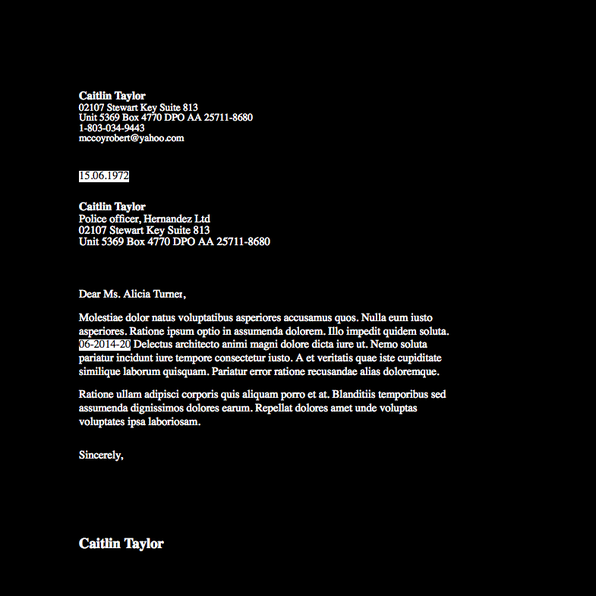 Caitlin Taylor
02107 Stewart Key Suite 813
Unit 5369 Box 4770 DPO AA 25711-8680
1-803-034-9443
mccoyrobert@yahoo.com
15.06.1972
Caitlin Taylor
Police officer, Hernandez Ltd
02107 Stewart Key Suite 813
Unit 5369 Box 4770 DPO AA 25711-8680
Dear Ms. Alicia Turner,
Molestiae dolor natus voluptatibus asperiores accusamus quos. Nulla eum iusto
asperiores. Ratione ipsum optio in assumenda dolorem. Illo impedit quidem soluta.
06-2014-20 Delectus architecto animi magni dolore dicta iure ut. Nemo soluta
pariatur incidunt iure tempore consectetur iusto. A et veritatis quae iste cupiditate
similique laborum quisquam. Pariatur error ratione recusandae alias doloremque.
Ratione ullam adipisci corporis quis aliquam porro et at. Blanditiis temporibus sed
assumenda dignissimos dolores earum. Repellat dolores amet unde voluptas
voluptates ipsa laboriosam.
Sincerely,
Caitlin Taylor